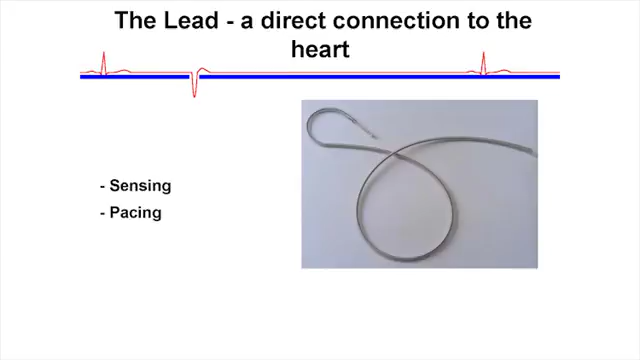 The Lead - a direct connection to the
heart
- Sensing
- Pacing